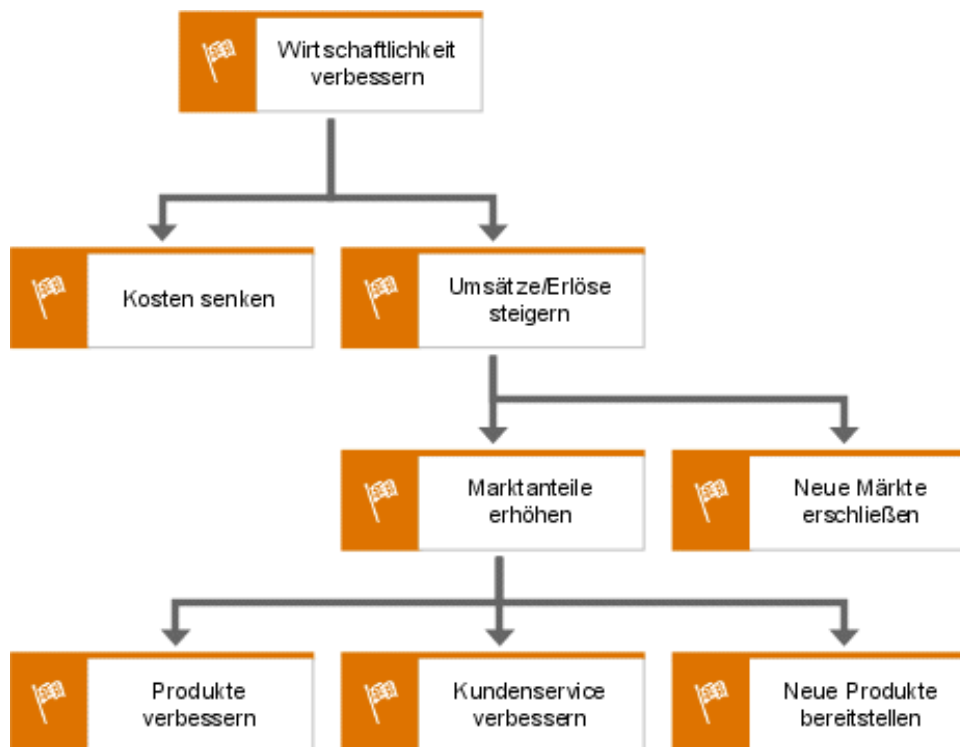 Wirtschaftlichkeit
verbessern
Kosten senken
Umsätze/Erlöse
steigern
Marktanteile
erhöhen
Neue Märkte
erschließen
Produkte
verbessern
Kundenservice
verbessern
Neue Produkte
bereitstellen